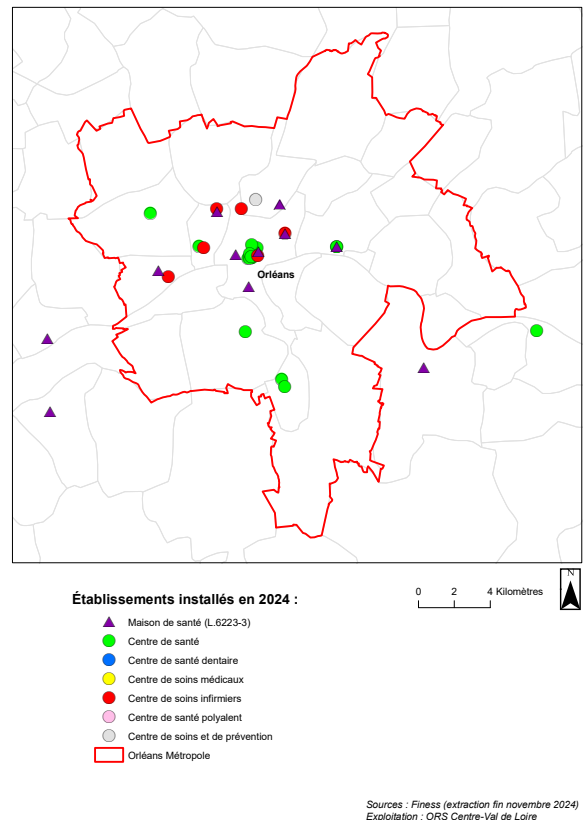 Orléans
N
0 2 4 Kilomètres
Établissements installés en 2024 :
Maison de santé (L.6223-3)
Centre de santé
Centre de santé dentaire
Centre de soins médicaux
Centre de soins infirmiers
Centre de santé polyalent
Centre de soins et de prévention
Orléans Métropole
Sources : Finess (extraction fin novembre 2024)
Exploitation : ORS Centre-Val de Loire